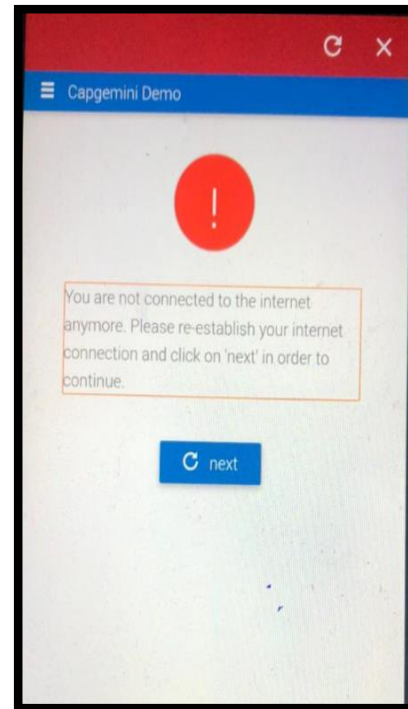 Capgemini Demo
!
You are not connected to the internet
anymore. Please re-establish your internet
connection and click on 'next' in order to
continue.
next